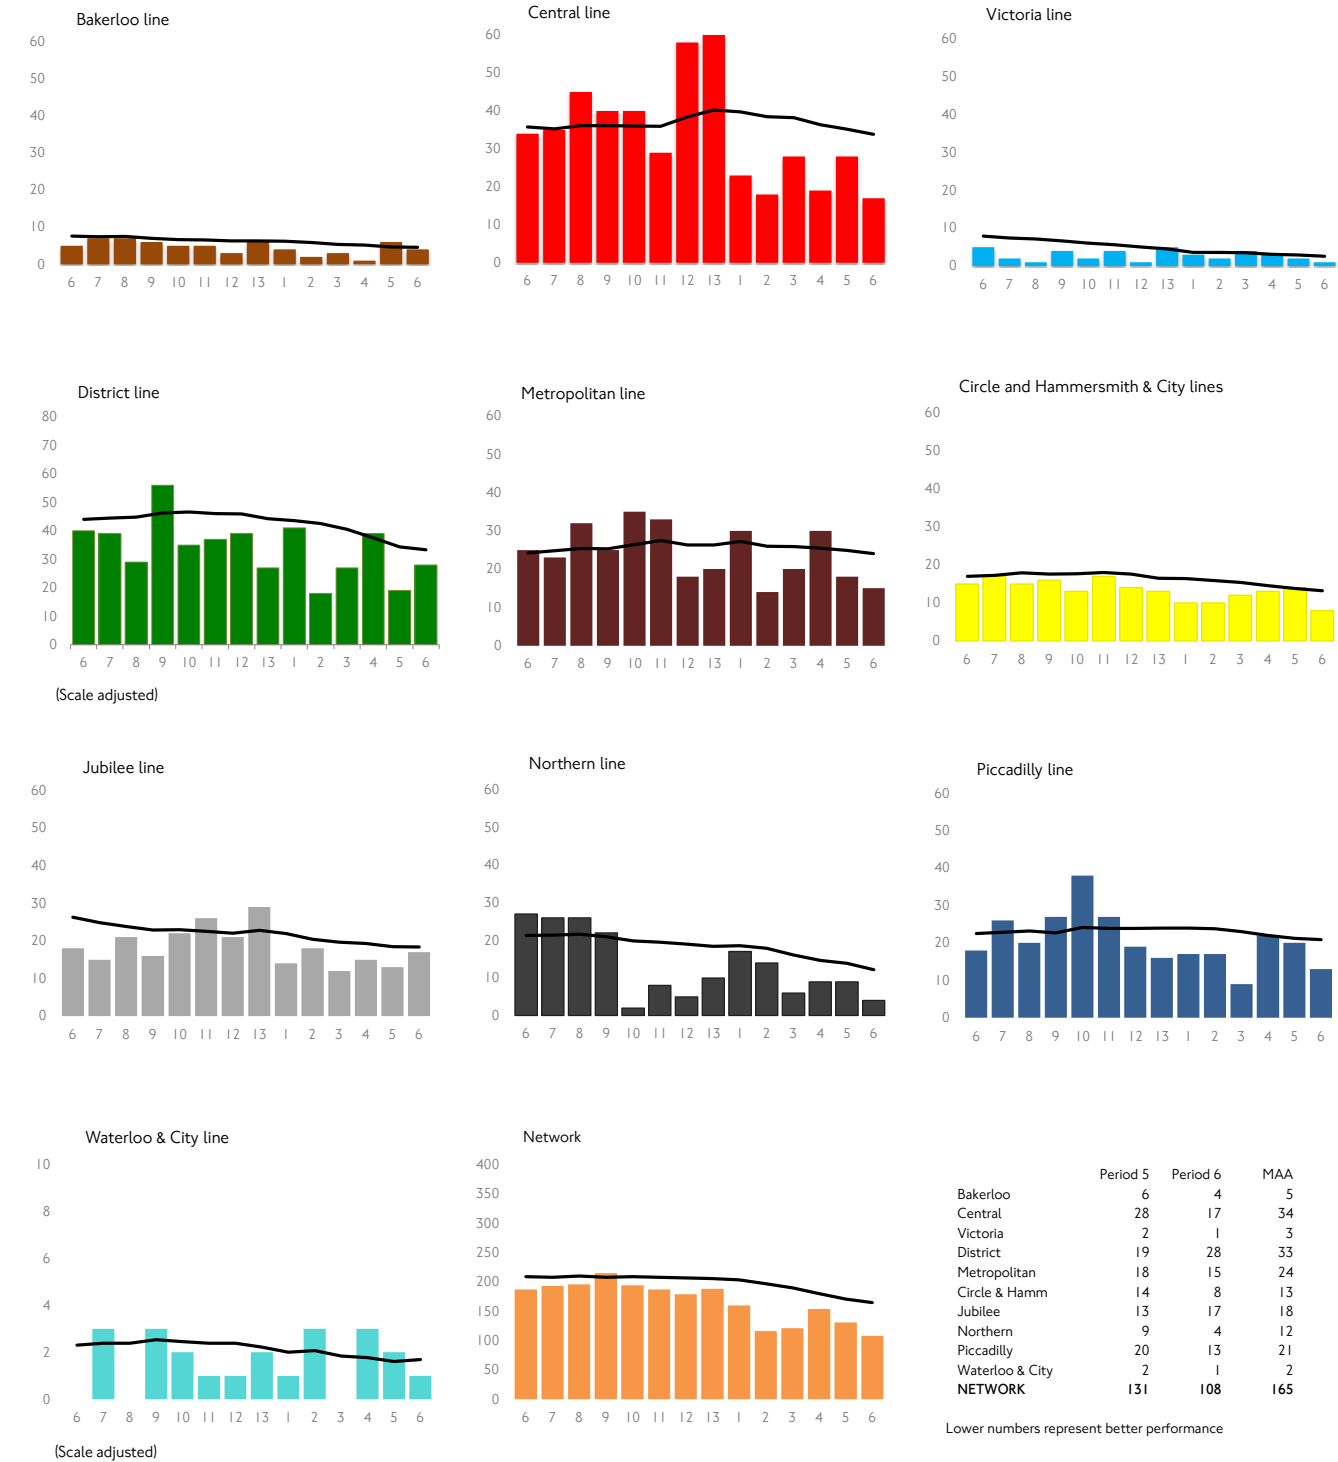 Bakerloo line
60
50
40
30
20
10
0
6 7 8 9 10 11 12 13 1 2 3 4 5 6
Central line
60
50
40
30
20
10
0
6 7 8 9 10 11 12 13 1 2 3 4 5 6
Victoria line
60
50
40
30
20
10
0
6 7 8 9 10 11 12 13 1 2 3 4 5 6
District line
80
70
60
50
40
30
20
10
0
6 7 8 9 10 11 12 13 1 2 3 4 5 6
(Scale adjusted)
Metropolitan line
60
50
40
30
20
10
0
6 7 8 9 10 11 12 13 1 2 3 4 5 6
Circle and Hammersmith & City lines
60
50
40
30
20
10
0
6 7 8 9 10 11 12 13 1 2 3 4 5 6
Jubilee line
60
50
40
30
20
10
0
6 7 8 9 10 11 12 13 1 2 3 4 5 6
Northern line
60
50
40
30
20
10
0
6 7 8 9 10 11 12 13 1 2 3 4 5 6
Piccadilly line
60
50
40
30
20
10
0
6 7 8 9 10 11 12 13 1 2 3 4 5 6
Waterloo & City line
10
8
6
4
2
0
6 7 8 9 10 11 12 13 1 2 3 4 5 6
(Scale adjusted)
Network
400
350
300
250
200
150
100
50
0
6 7 8 9 10 11 12 13 1 2 3 4 5 6
Period 5 Period 6 MAA
Bakerloo 6 4 5
Central 28 17 34
Victoria 2 1 3
District 19 28 33
Metropolitan 18 15 24
Circle & Hamm 14 8 13
Jubilee 13 17 18
Northern 9 4 12
Piccadilly 20 13 21
Waterloo & City 2 1 2
NETWORK 131 108 165
Lower numbers represent better performance